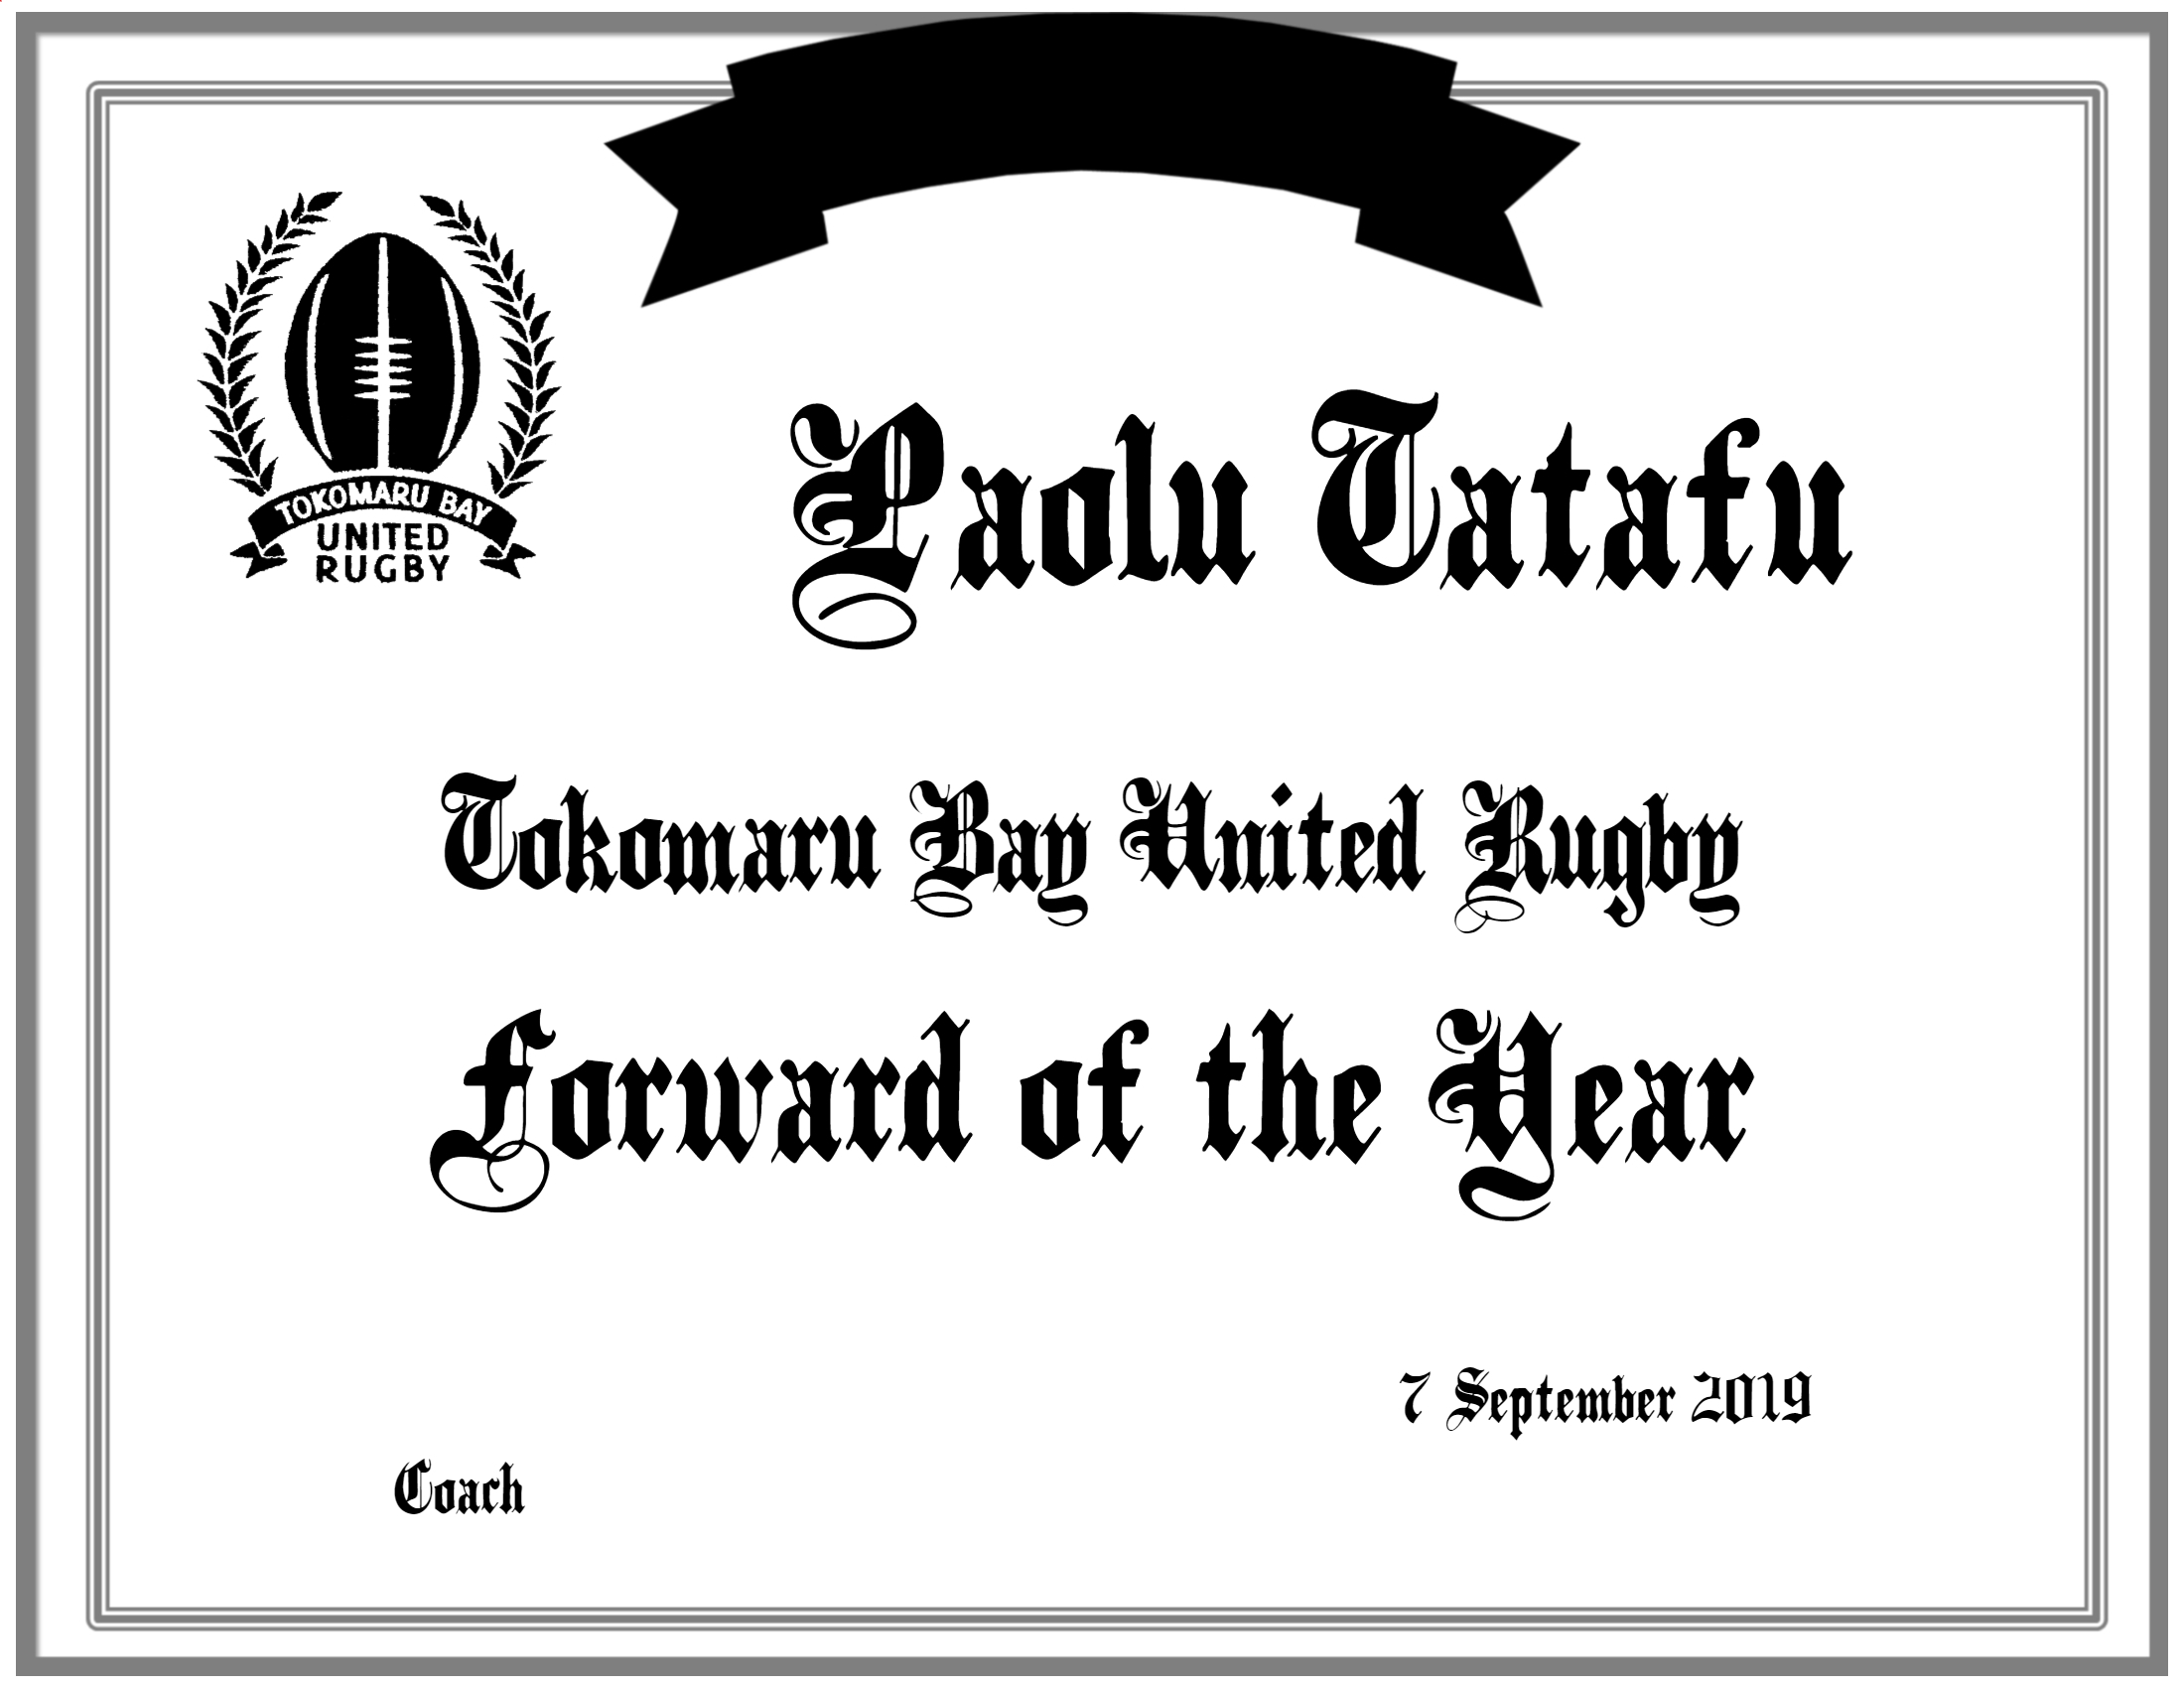 TOKOMARU BAY
UNITED
RUGBY
Paolu Tatafu
Tokomaru Bay United Rugby
Forward of the Year
7 September 2019
Coach